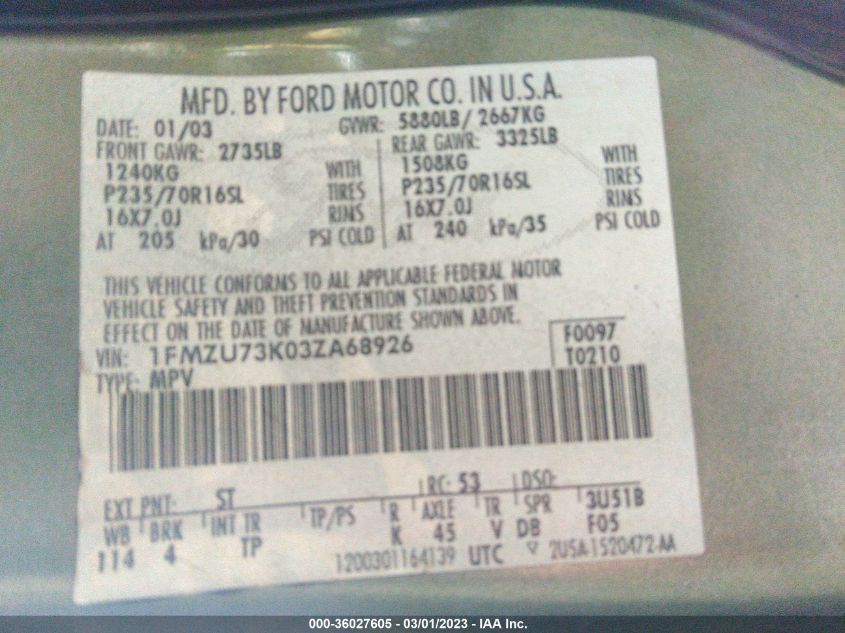 MFD. BY FORD MOTOR CO. IN U.S.A.
DATE: 01/03 GVWR: 5880LB / 2667KG
FRONT GAWR: 2735LB REAR GAWR: 3325LB
1240KG WITH 1508KG WITH
P235/70R16SL TIRES P235/70R16SL TIRES
16X7.0J RIMS 16X7.0J RIMS
AT 205 kPa/30 PSI COLD AT 240 kPa/35 PSI COLD
THIS VEHICLE CONFORMS TO ALL APPLICABLE FEDERAL MOTOR
VEHICLE SAFETY AND THEFT PREVENTION STANDARDS IN
EFFECT ON THE DATE OF MANUFACTURE SHOWN ABOVE.
VIN: 1FMZU73K03ZA68926 F0097
TYPE: MPV T0210
EXT PNT: ST RC: 53 DSO:
WB BRK INT TR TP/PS R AXLE TR SPR 3U51B
114 4 TP K 45 V DB F05
1200301164139 UTC ▽ 2U5A-1520472-AA
000-36027605 - 03/01/2023 - IAA Inc.